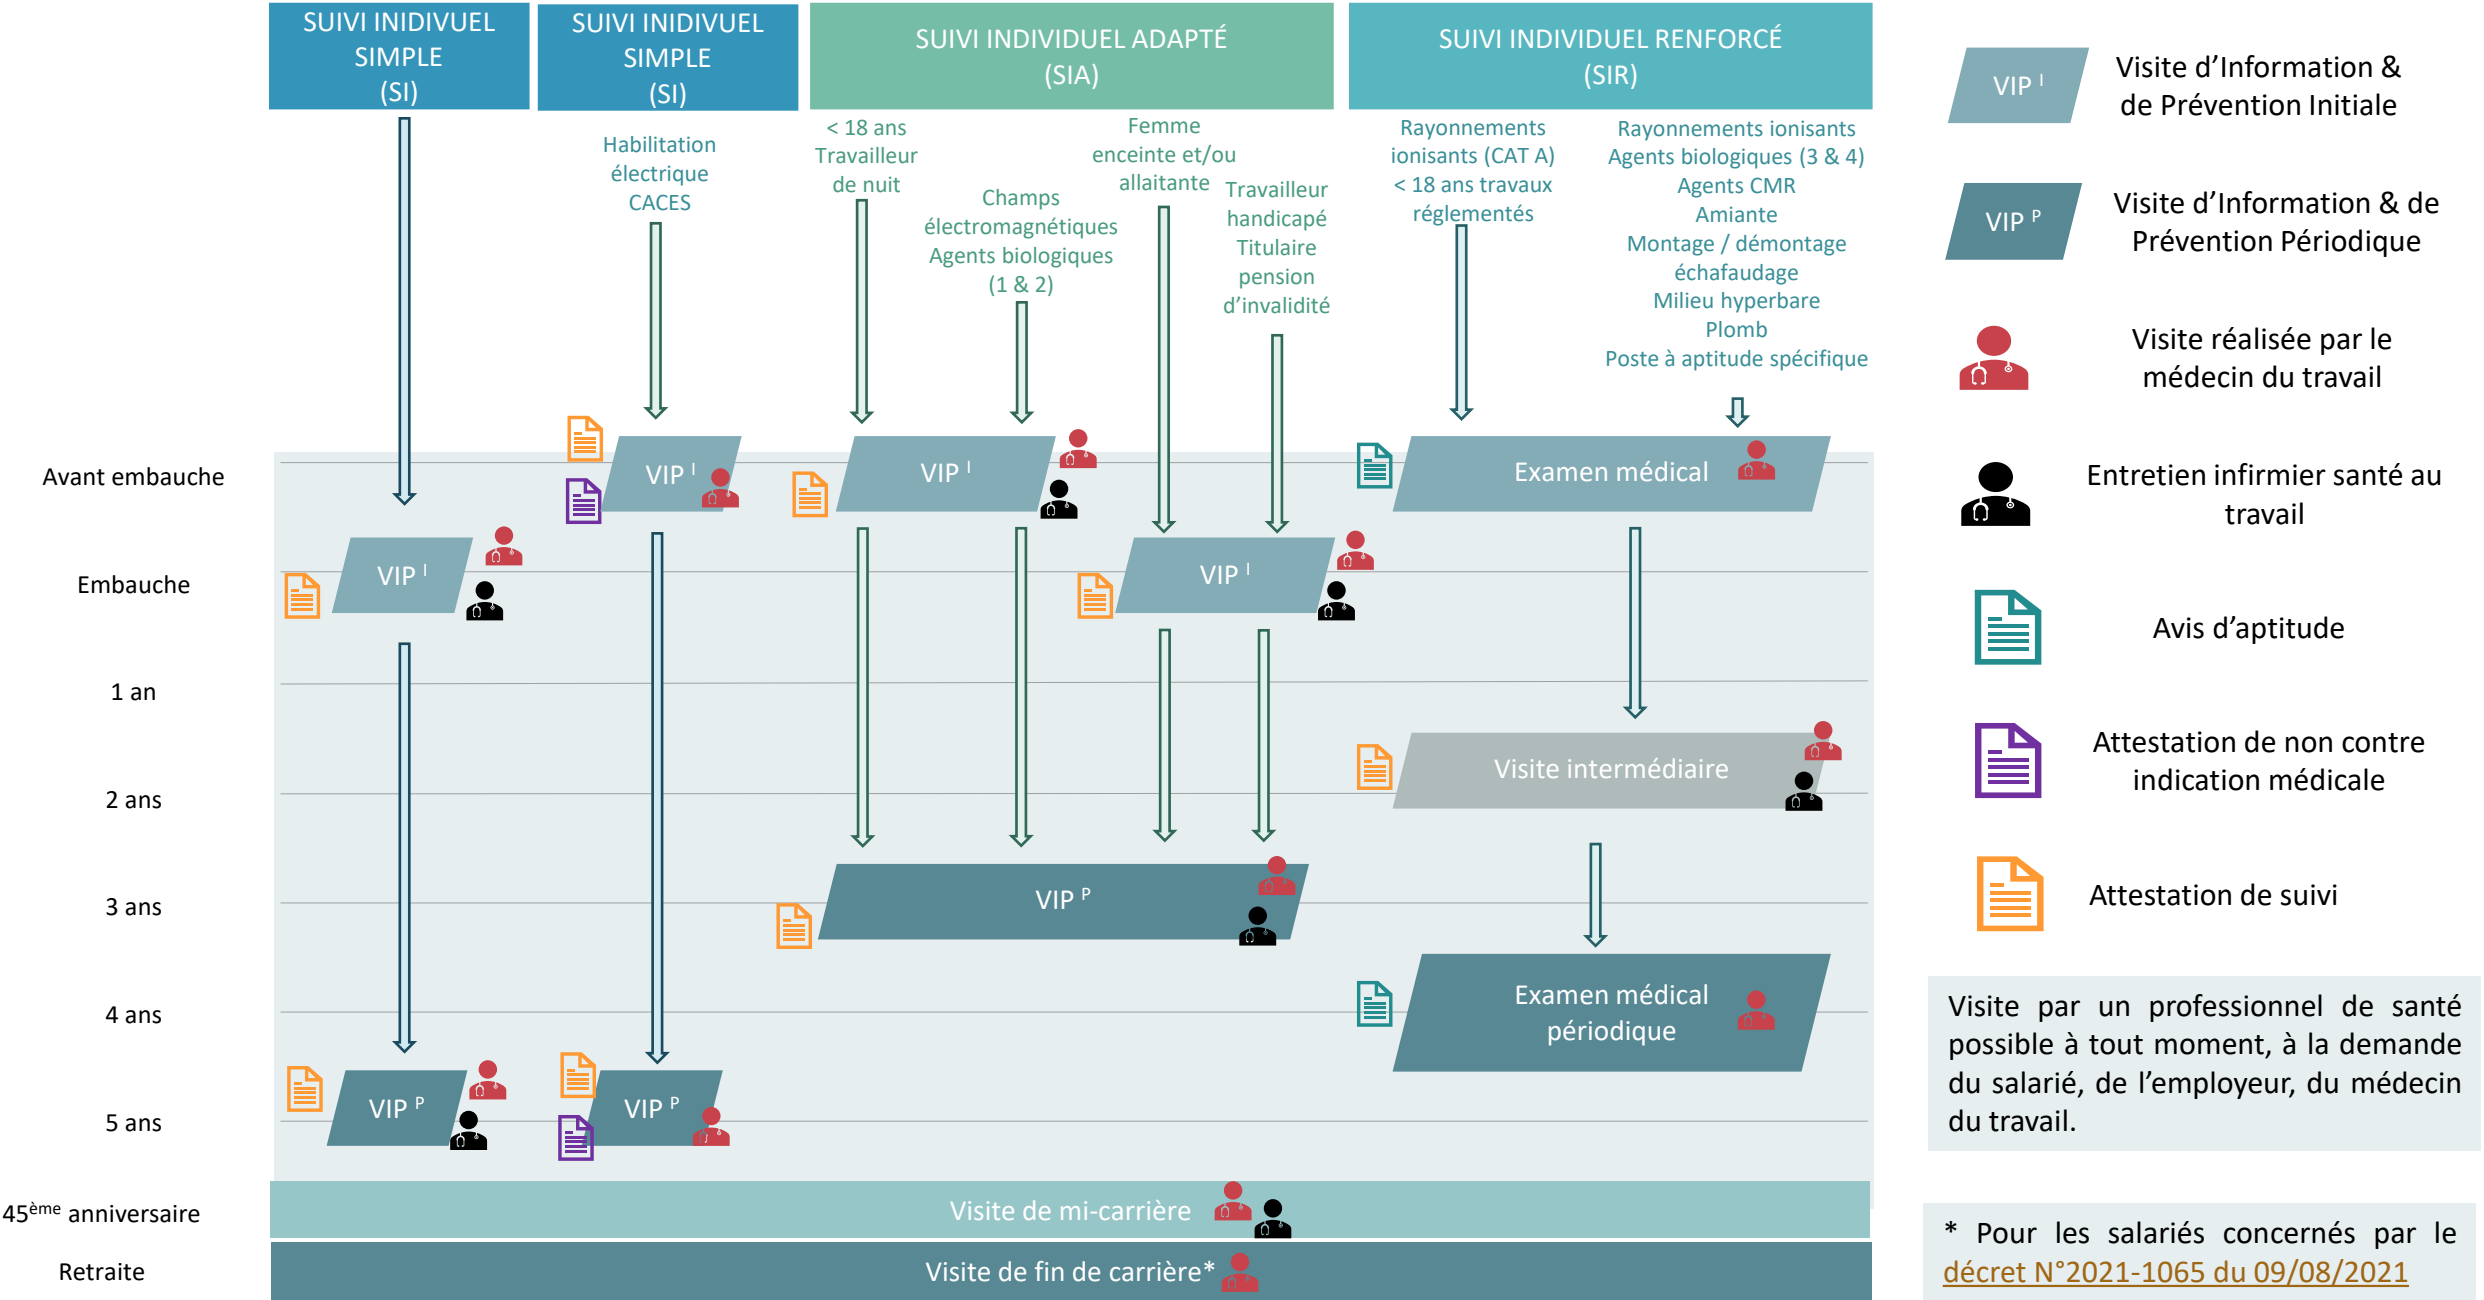 SUIVI INIDIVUEL
SIMPLE
(SI)
SUIVI INIDIVUEL
SIMPLE
(SI)
SUIVI INDIVIDUEL ADAPTÉ
(SIA)
SUIVI INDIVIDUEL RENFORCÉ
(SIR)
Habilitation
électrique
CACES
< 18 ans
Travailleur
de nuit
Champs
électromagnétiques
Agents biologiques
(1 & 2)
Femme
enceinte et/ou
allaitante
Travailleur
handicapé
Titulaire
pension
d’invalidité
Rayonnements
ionisants (CAT A)
< 18 ans travaux
réglementés
Rayonnements ionisants
Agents biologiques (3 & 4)
Agents CMR
Amiante
Montage / démontage
échafaudage
Milieu hyperbare
Plomb
Poste à aptitude spécifique
Avant embauche
VIP I
VIP I
Examen médical
Embauche
VIP I
VIP I
1 an
Visite intermédiaire
2 ans
3 ans
VIP P
4 ans
Examen médical
périodique
5 ans
VIP P
VIP P
45ème anniversaire
Visite de mi-carrière
Retraite
Visite de fin de carrière*
VIP I
Visite d’Information &
de Prévention Initiale
VIP P
Visite d’Information & de
Prévention Périodique
Visite réalisée par le
médecin du travail
Entretien infirmier santé au
travail
Avis d’aptitude
Attestation de non contre
indication médicale
Attestation de suivi
Visite par un professionnel de santé
possible à tout moment, à la demande
du salarié, de l’employeur, du médecin
du travail.
* Pour les salariés concernés par le
décret N°2021-1065 du 09/08/2021